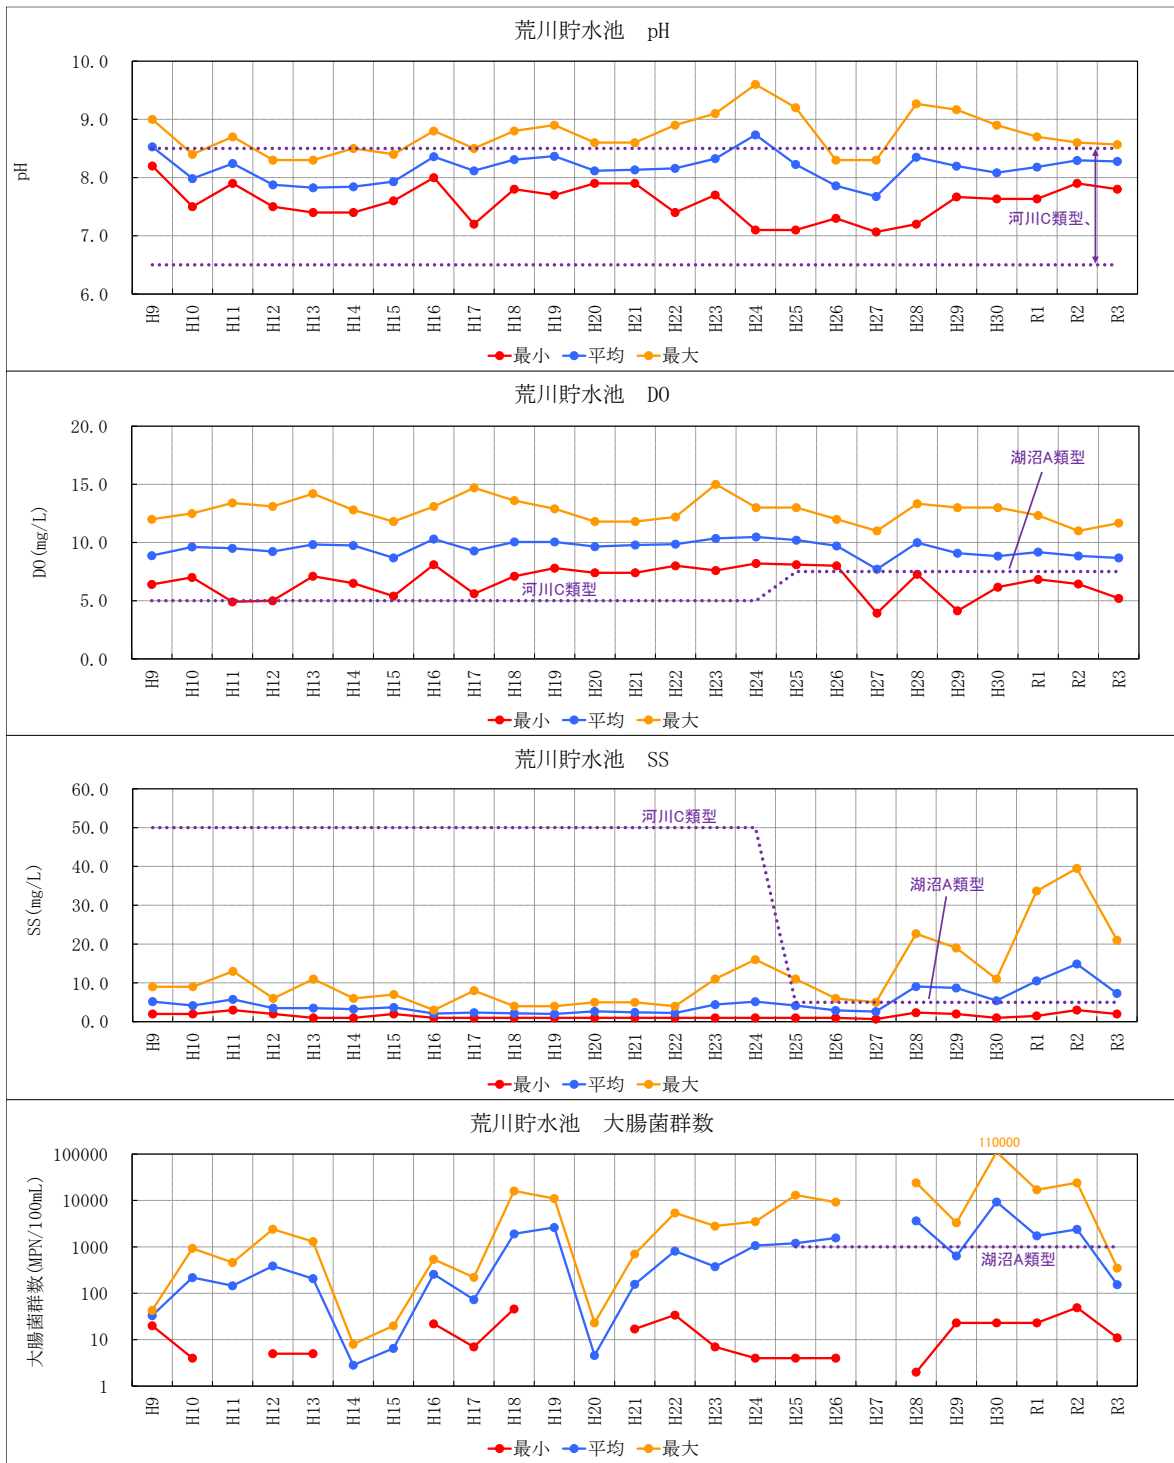 荒川貯水池　pH
10.0
9.0
8.0
7.0
6.0
pH
河川C類型、
H9 H10 H11 H12 H13 H14 H15 H16 H17 H18 H19 H20 H21 H22 H23 H24 H25 H26 H27 H28 H29 H30 R1 R2 R3
最小 平均 最大
荒川貯水池　DO
20.0
15.0
10.0
5.0
0.0
DO(mg/L)
湖沼A類型
河川C類型
H9 H10 H11 H12 H13 H14 H15 H16 H17 H18 H19 H20 H21 H22 H23 H24 H25 H26 H27 H28 H29 H30 R1 R2 R3
最小 平均 最大
荒川貯水池　SS
60.0
50.0
40.0
30.0
20.0
10.0
0.0
SS(mg/L)
河川C類型
湖沼A類型
H9 H10 H11 H12 H13 H14 H15 H16 H17 H18 H19 H20 H21 H22 H23 H24 H25 H26 H27 H28 H29 H30 R1 R2 R3
最小 平均 最大
荒川貯水池　大腸菌群数
110000
100000
10000
1000
100
10
1
大腸菌群数(MPN/100mL)
湖沼A類型
H9 H10 H11 H12 H13 H14 H15 H16 H17 H18 H19 H20 H21 H22 H23 H24 H25 H26 H27 H28 H29 H30 R1 R2 R3
最小 平均 最大